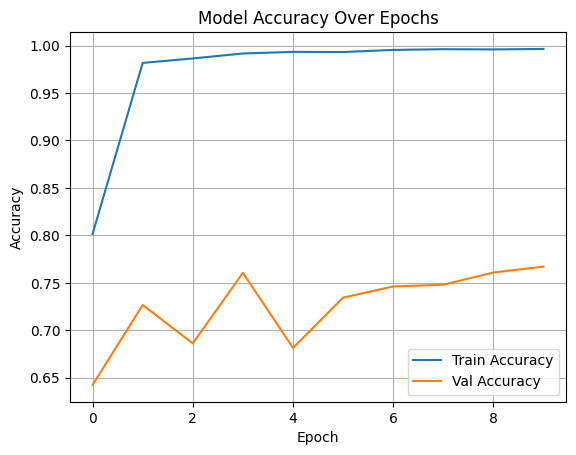 Model Accuracy Over Epochs
1.00
0.95
0.90
0.85
0.80
0.75
0.70
0.65
Accuracy
Train Accuracy
Val Accuracy
0 2 4 6 8
Epoch